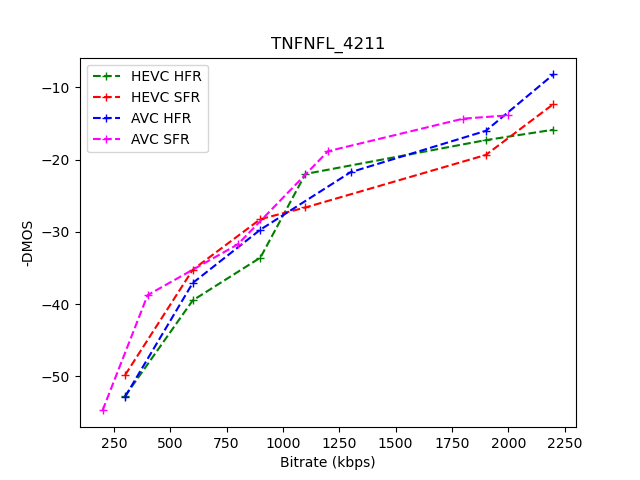 TNFNFL_4211
HEVC HFR
HEVC SFR
AVC HFR
AVC SFR
-DMOS
−10
−20
−30
−40
−50
250 500 750 1000 1250 1500 1750 2000 2250
Bitrate (kbps)